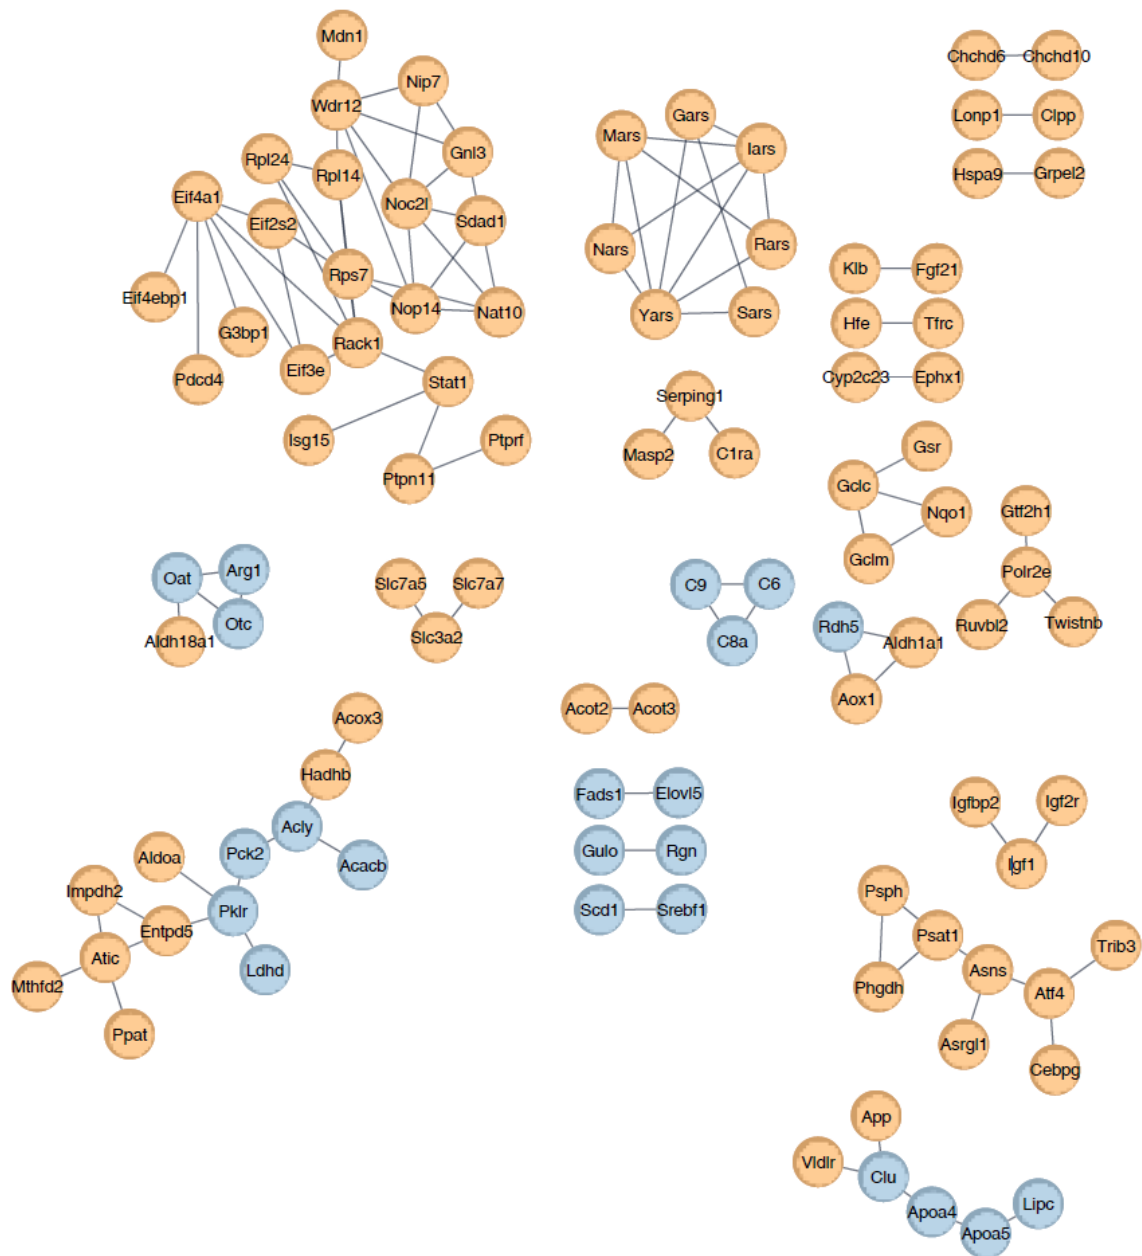 Mdn1
Nip7
Wdr12
Gnl3
Rpl24
Rpl14
Eif4a1
Noc2l
Eif2s2
Sdad1
Rps7
Eif4ebp1
Nop14
Nat10
G3bp1
Rack1
Pdcd4
Eif3e
Stat1
Isg15
Ptprf
Ptpn11
Gars
Mars
Iars
Nars
Rars
Yars
Sars
Chchd6
Chchd10
Lonp1
Clpp
Hspa9
Grpel2
Klb
Fgf21
Hfe
Tfrc
Cyp2c23
Ephx1
Serping1
Masp2
C1ra
Gsr
Gclc
Nqo1
Gclm
Gtf2h1
Polr2e
Ruvbl2
Twistnb
Oat
Arg1
Otc
Aldh18a1
Slc7a5
Slc7a7
Slc3a2
C9
C6
C8a
Rdh5
Aldh1a1
Aox1
Acot2
Acot3
Acox3
Hadhb
Acly
Pck2
Acacb
Aldoa
Impdh2
Pklr
Entpd5
Atic
Ldhd
Mthfd2
Ppat
Fads1
Elovl5
Gulo
Rgn
Scd1
Srebf1
Igfbp2
Igf2r
Igf1
Psph
Psat1
Phgdh
Asns
Trib3
Atf4
Asrgl1
Cebpg
App
Vldlr
Clu
Apoa4
Lipc
Apoa5